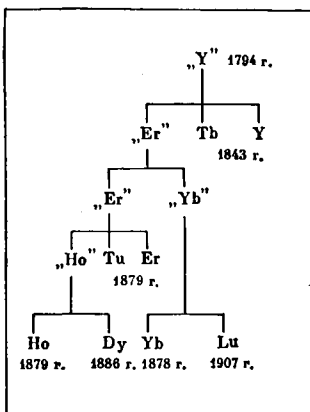 „Y” 1794 г.
„Er” Tb Y
1843 г.
„Er” „Yb”
„Ho” Tu Er
1879 г.
Ho Dy Yb Lu
1879 г. 1886 г. 1878 г. 1907 г.